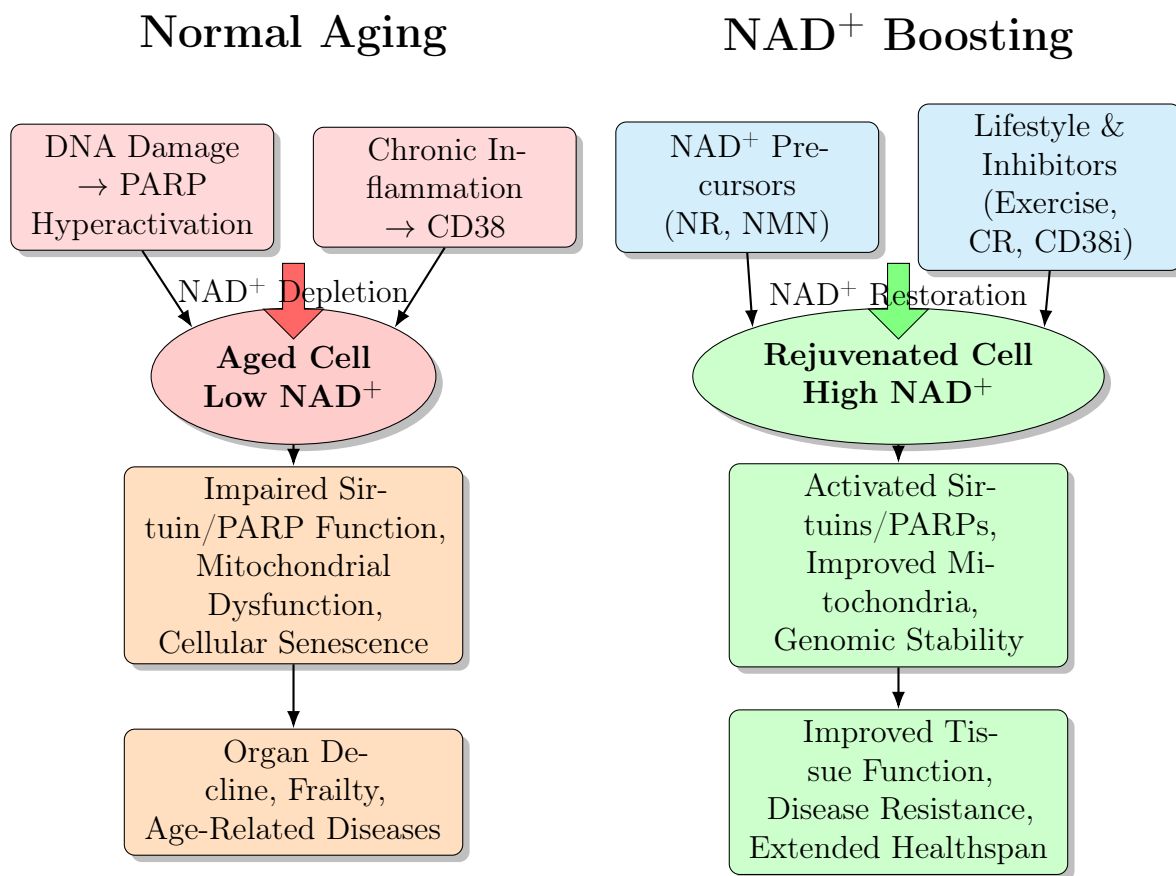 Normal Aging
DNA Damage
→ PARP
Hyperactivation
Chronic In-
flammation
→ CD38
NAD⁺ Depletion
Aged Cell
Low NAD⁺
Impaired Sir-
tuin/PARP Function,
Mitochondrial
Dysfunction,
Cellular Senescence
Organ De-
cline, Frailty,
Age-Related Diseases
NAD⁺ Boosting
NAD⁺ Pre-
cursors
(NR, NMN)
Lifestyle &
Inhibitors
(Exercise,
CR, CD38i)
NAD⁺ Restoration
Rejuvenated Cell
High NAD⁺
Activated Sir-
tuins/PARPs,
Improved Mi-
tochondria,
Genomic Stability
Improved Tis-
sue Function,
Disease Resistance,
Extended Healthspan